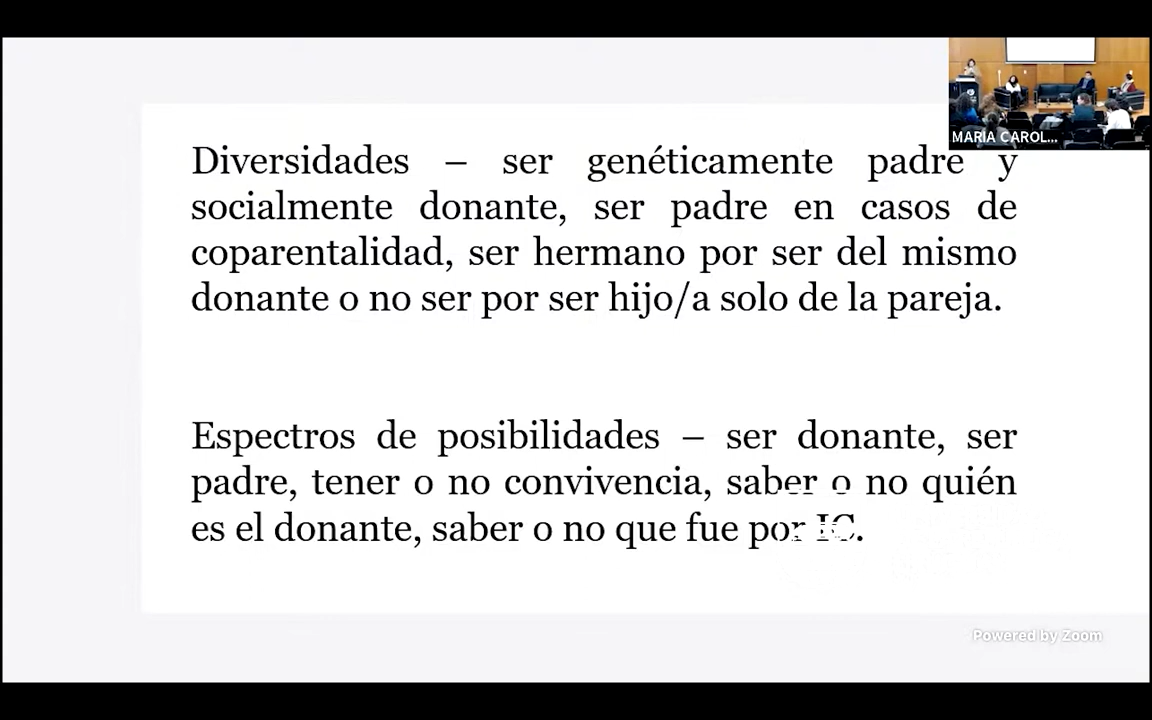 MARIA CAROL...
Diversidades – ser genéticamente padre y
socialmente donante, ser padre en casos de
coparentalidad, ser hermano por ser del mismo
donante o no ser por ser hijo/a solo de la pareja.
Espectros de posibilidades – ser donante, ser
padre, tener o no convivencia, saber o no quién
es el donante, saber o no que fue por IC.
Powered by Zoom